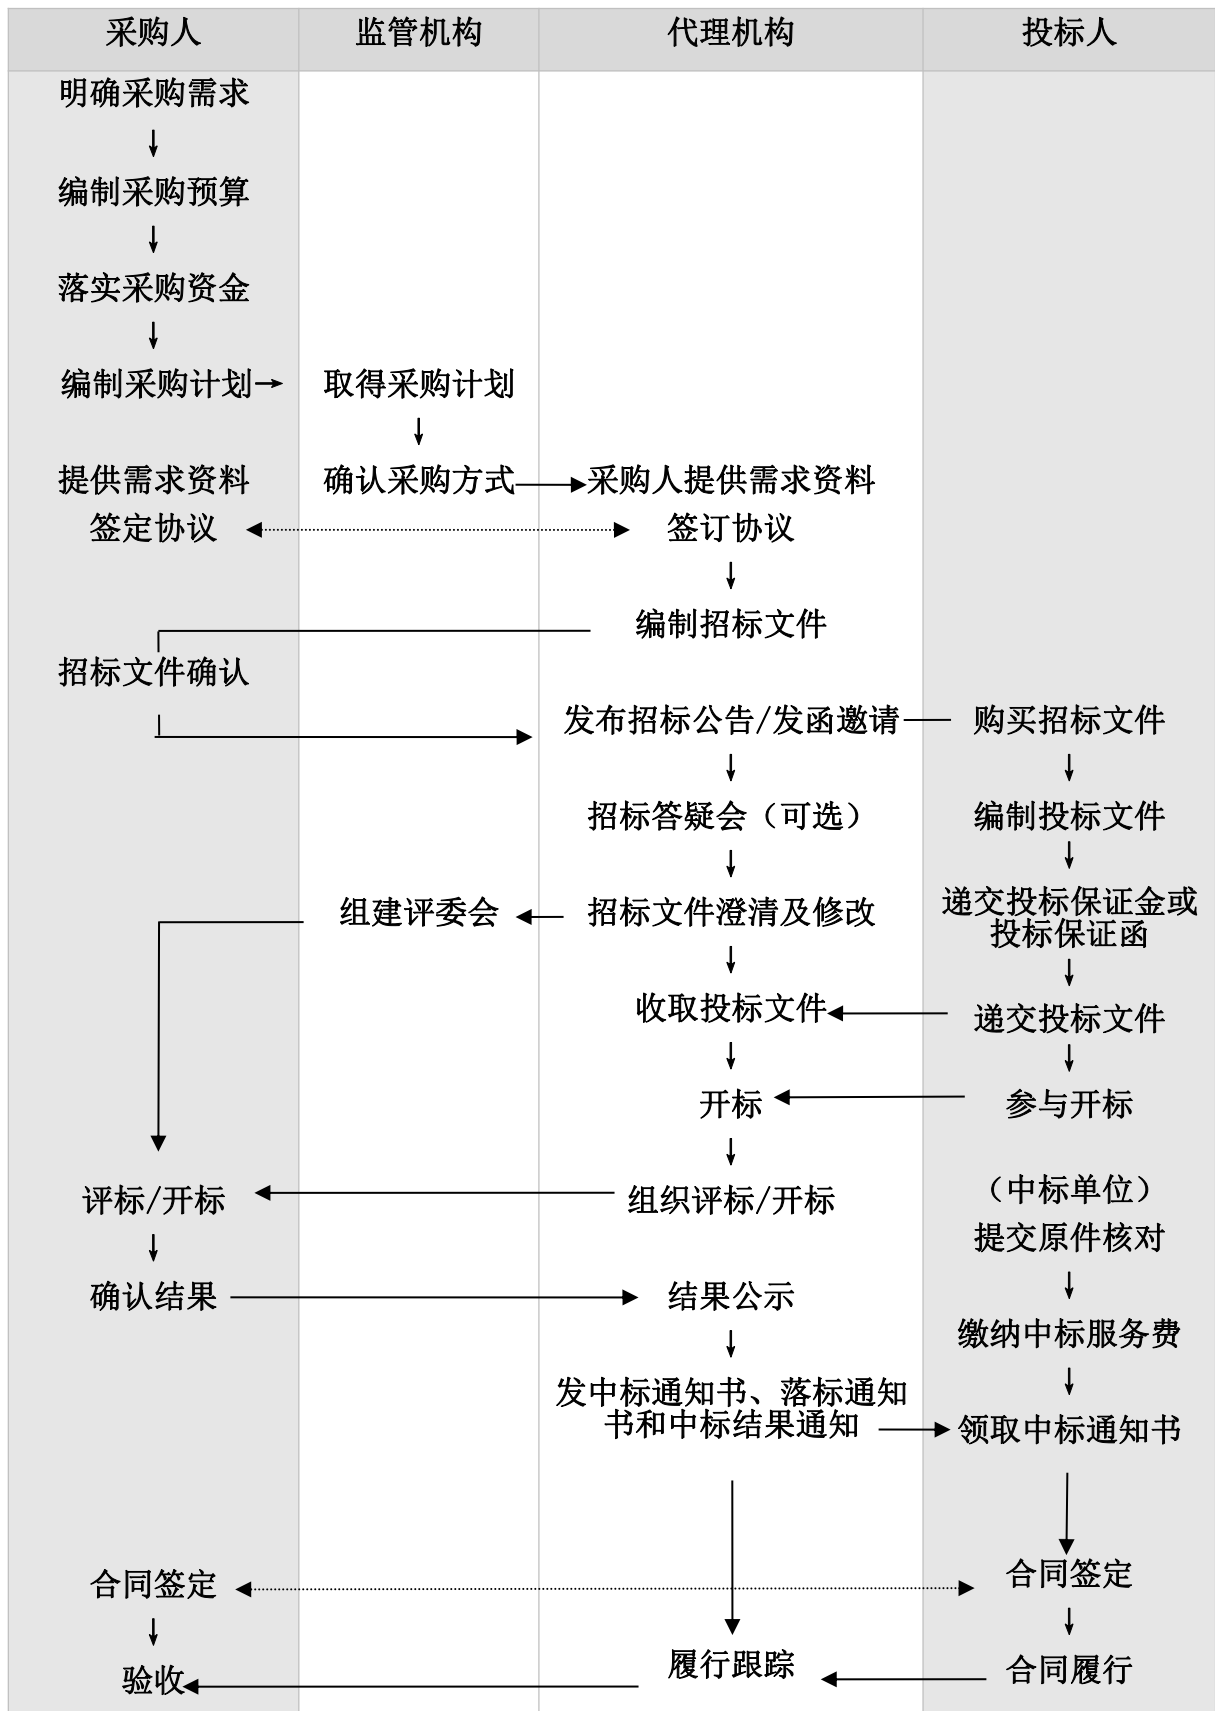 采购人 监管机构 代理机构 投标人
明确采购需求
编制采购预算
落实采购资金
编制采购计划 取得采购计划
提供需求资料 确认采购方式 采购人提供需求资料
签定协议 签订协议
编制招标文件
招标文件确认
发布招标公告/发函邀请 购买招标文件
招标答疑会（可选） 编制投标文件
组建评委会 招标文件澄清及修改 递交投标保证金或
投标保证函
收取投标文件 递交投标文件
开标 参与开标
（中标单位）
评标/开标 组织评标/开标
提交原件核对
确认结果 结果公示
缴纳中标服务费
发中标通知书、落标通知
书和中标结果通知 领取中标通知书
合同签定 合同签定
验收 履行跟踪 合同履行